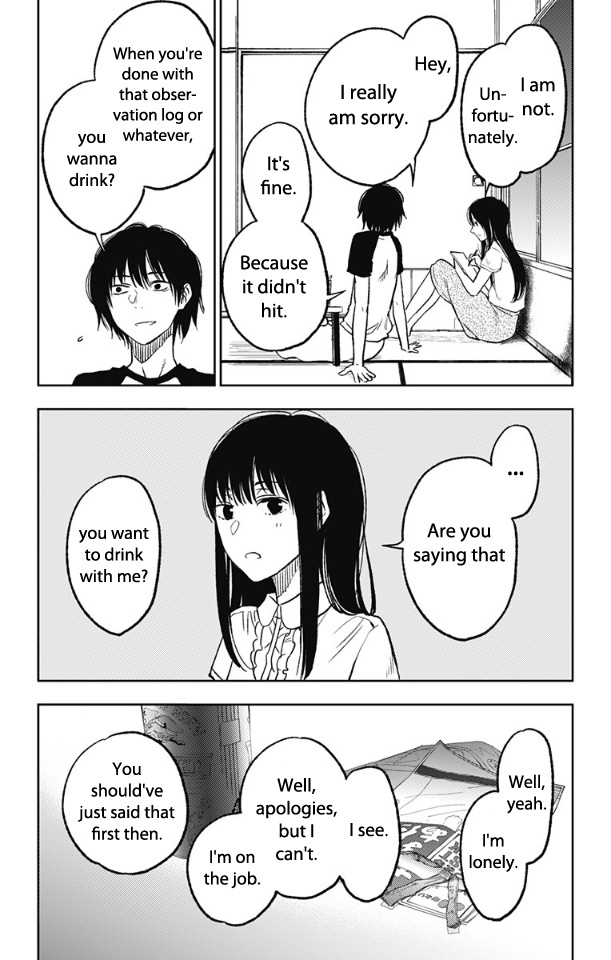 I am
not.
Un-
fortu-
nately.
Hey,
I really
am sorry.
It's
fine.
Because
it didn't
hit.
When you're
done with
that obser-
vation log or
whatever,
you
wanna
drink?
...
Are you
saying that
you want
to drink
with me?
Well,
yeah.
I'm
lonely.
I see.
Well,
apologies,
but I
can't.
I'm on
the job.
You
should've
just said that
first then.